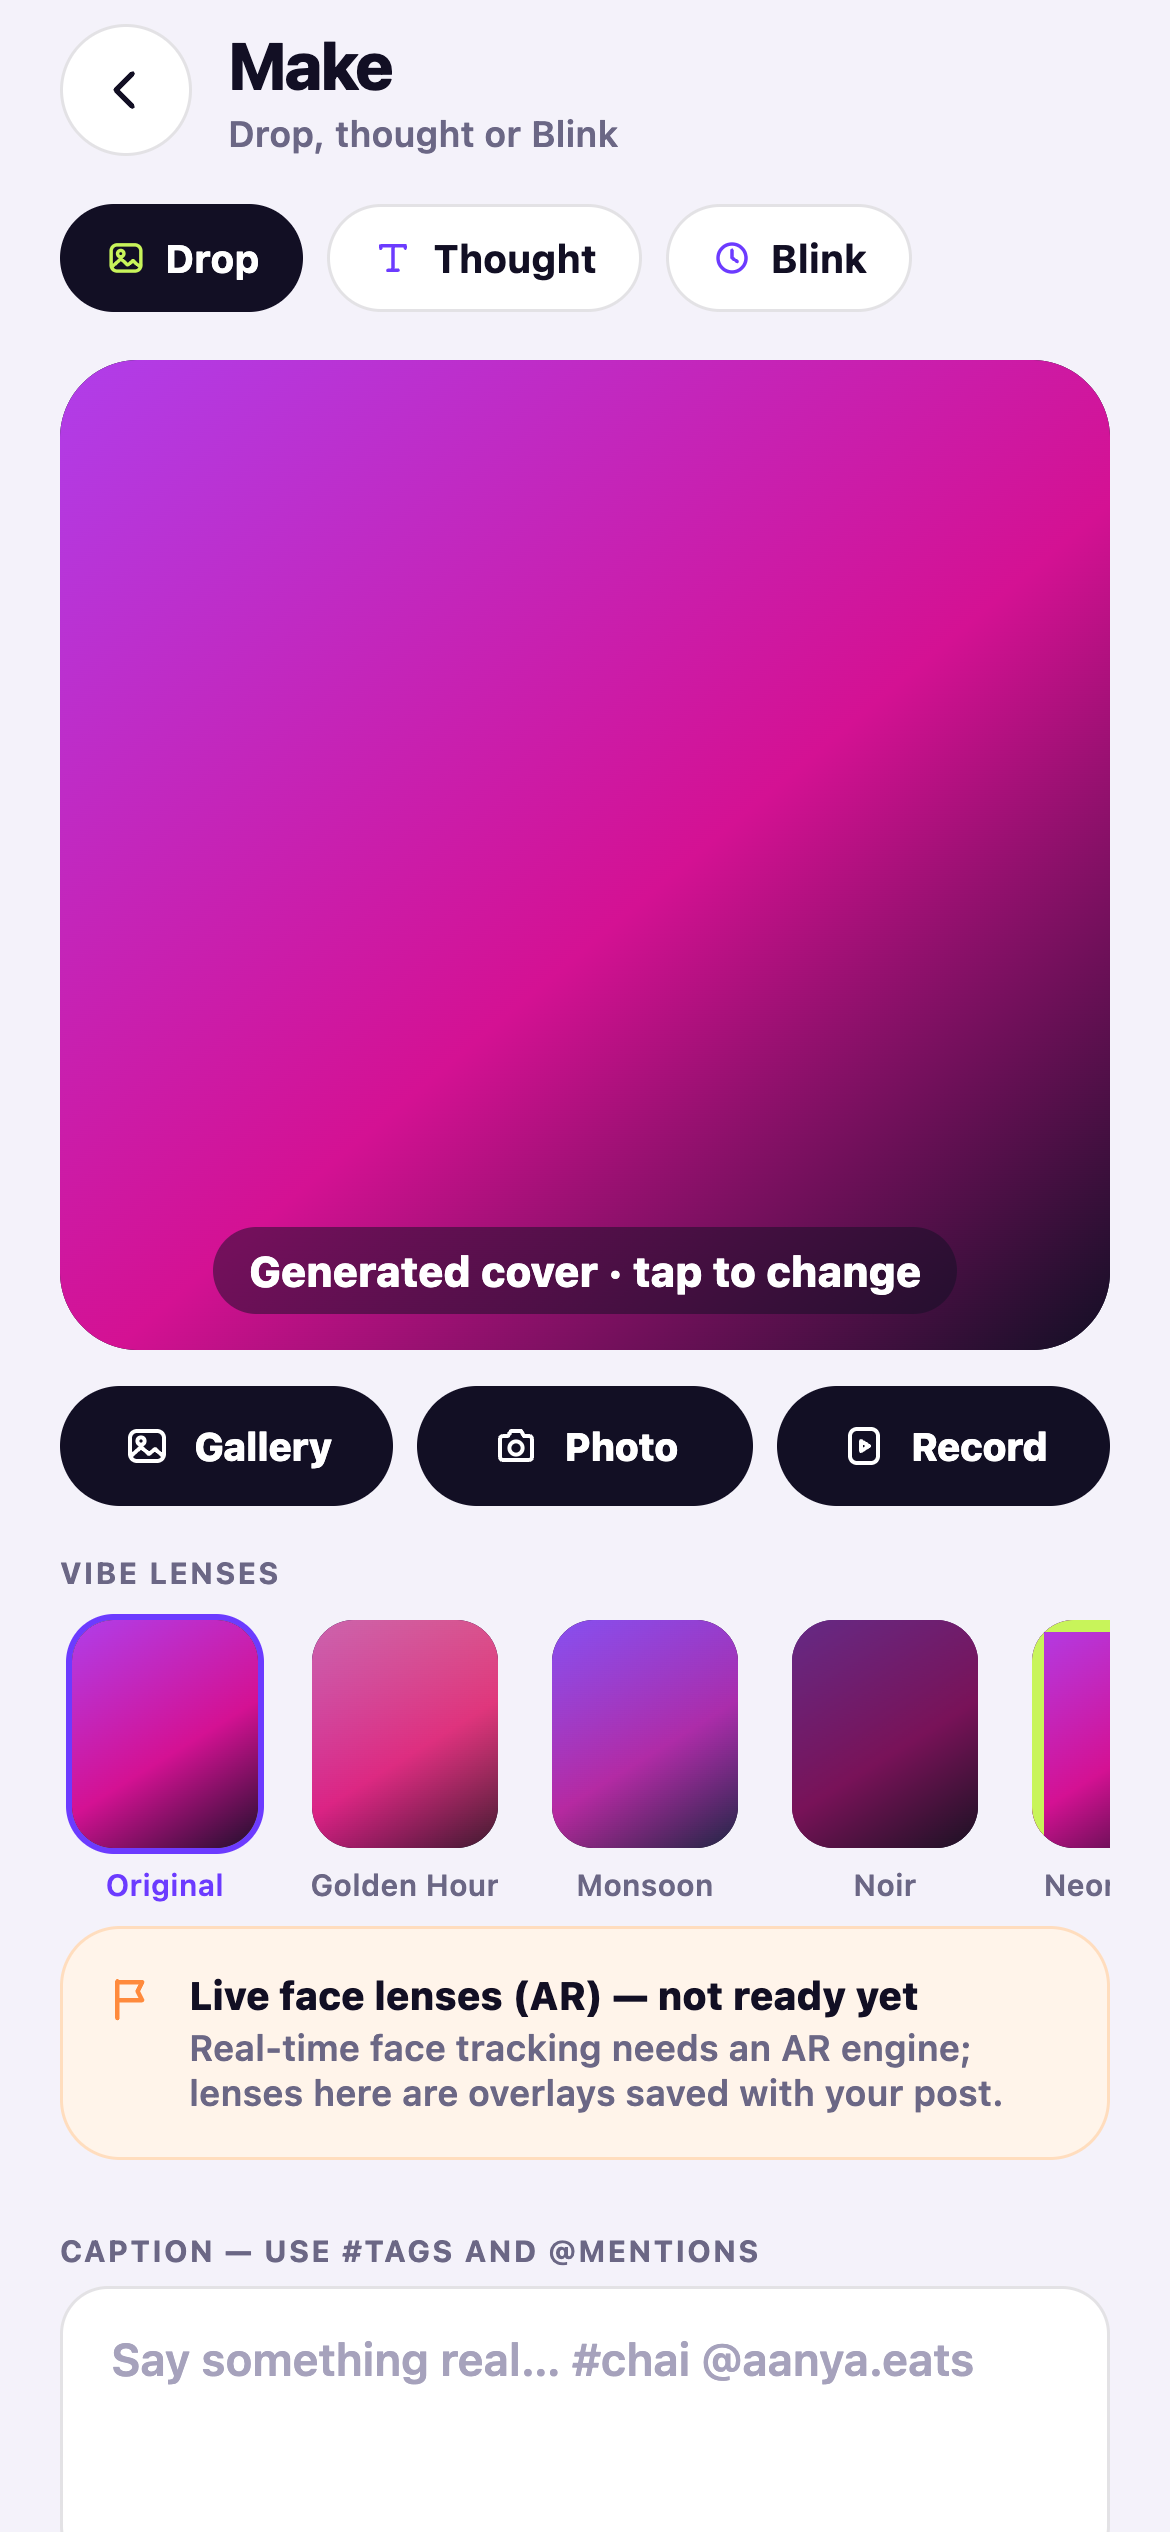 Make
Drop, thought or Blink
Drop
Thought
Blink
Generated cover · tap to change
Gallery
Photo
Record
VIBE LENSES
Original
Golden Hour
Monsoon
Noir
Live face lenses (AR) — not ready yet
Real-time face tracking needs an AR engine;
lenses here are overlays saved with your post.
CAPTION — USE #TAGS AND @MENTIONS
Say something real... #chai @aanya.eats